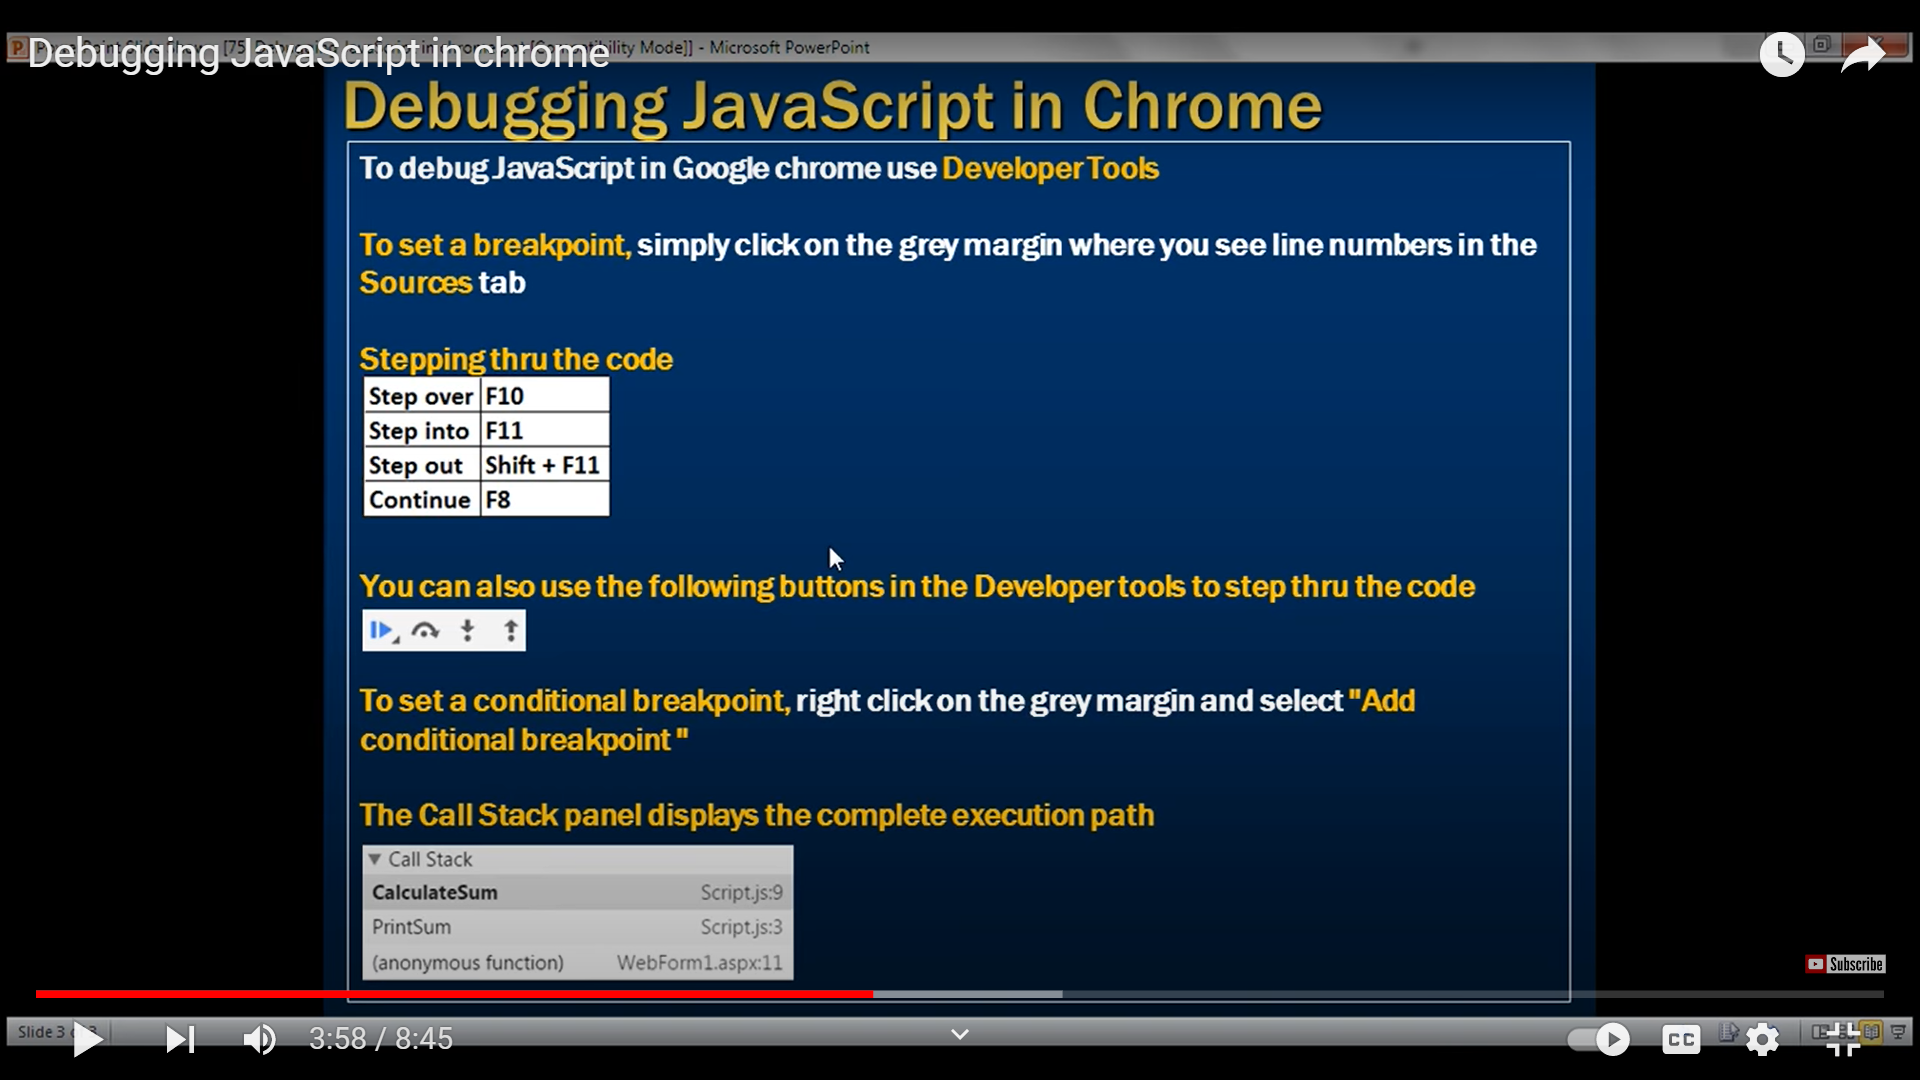 Debugging JavaScript in chrome
Compatibility Mode]] - Microsoft PowerPoint
Debugging JavaScript in Chrome
To debug JavaScript in Google chrome use Developer Tools
To set a breakpoint, simply click on the grey margin where you see line numbers in the
Sources tab
Stepping thru the code
Step over F10
Step into F11
Step out Shift + F11
Continue F8
You can also use the following buttons in the Developer tools to step thru the code
To set a conditional breakpoint, right click on the grey margin and select "Add
conditional breakpoint "
The Call Stack panel displays the complete execution path
Call Stack
CalculateSum Script.js:9
PrintSum Script.js:3
(anonymous function) WebForm1.aspx:11
Subscribe
Slide 3 of 3
3:58 / 8:45
CC